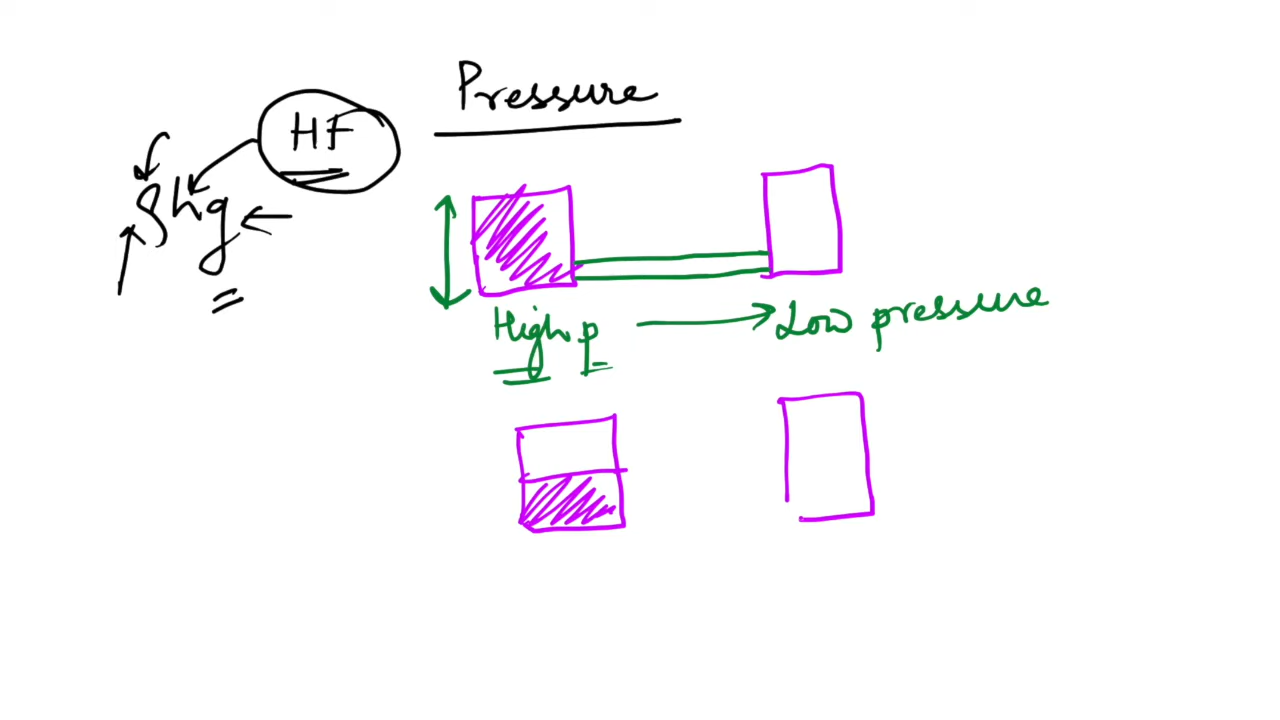 Pressure
HF
ρhg
High p → Low pressure